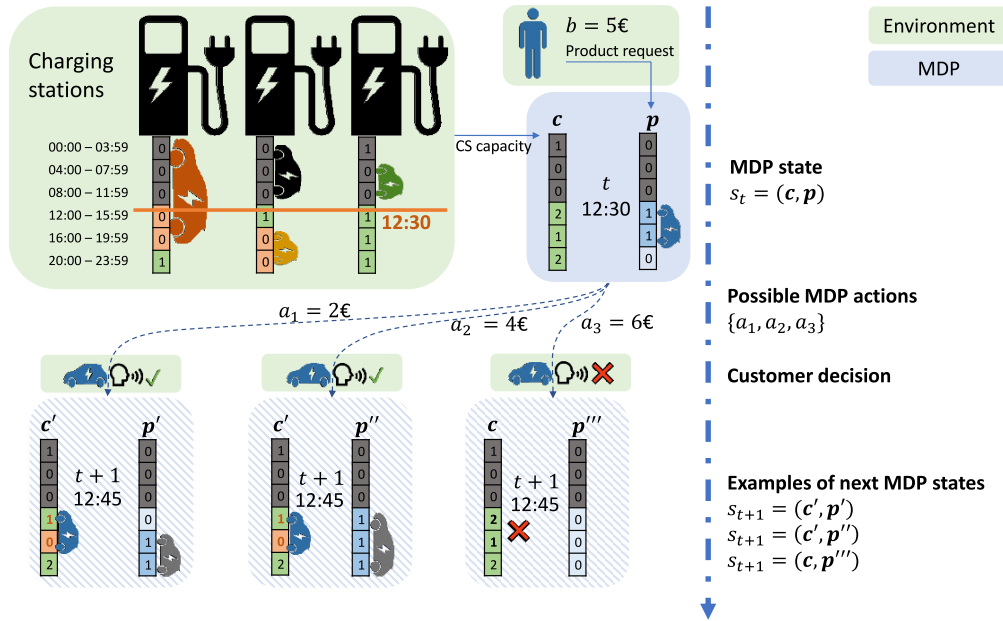 Charging
stations
00:00 – 03:59 0 0 1
04:00 – 07:59 0 0 0
08:00 – 11:59 0 0 0
12:00 – 15:59 0 1 1
12:30
16:00 – 19:59 0 0 1
20:00 – 23:59 1 0 1
b = 5€
Product request
CS capacity
c p
1 0
0 0
0 0
2 1
1 1
2 0
t
12:30
Environment
MDP
MDP state
s_t = (c, p)
a_1 = 2€
a_2 = 4€
a_3 = 6€
Possible MDP actions
{a_1, a_2, a_3}
Customer decision
c′ p′
1 0
0 0
0 0
1 0
0 1
2 1
t + 1
12:45
c′ p″
1 0
0 0
0 0
1 1
0 1
2 1
t + 1
12:45
c p‴
1 0
0 0
0 0
2 0
1 0
2 0
t + 1
12:45
Examples of next MDP states
s_{t+1} = (c′, p′)
s_{t+1} = (c′, p″)
s_{t+1} = (c, p‴)